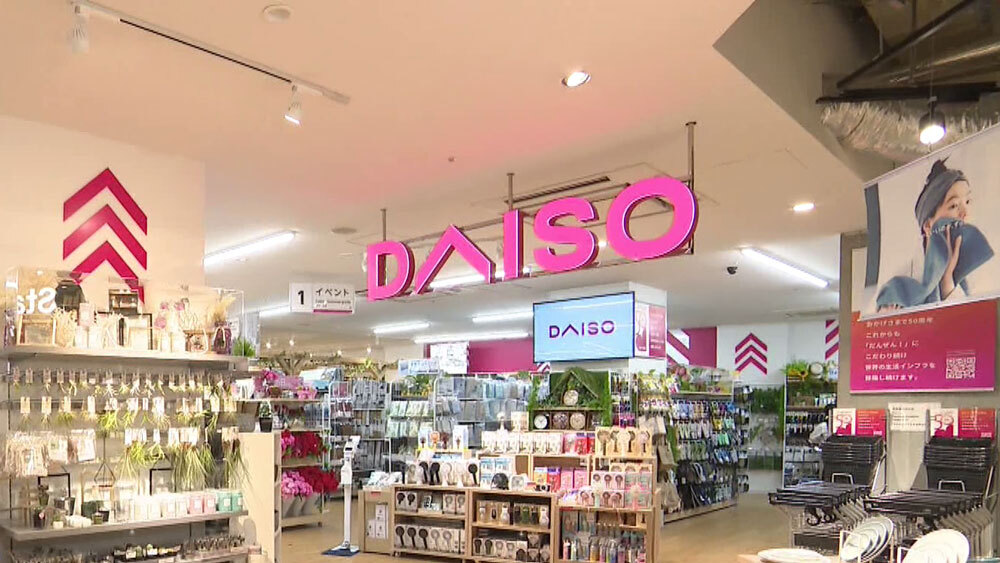 DAISO
1 イベント
DAISO
Sta
おかげさまで50周年
これからも
「だんぜん!」に
こだわり続け
世界の生活インフラを
目指し続けます。